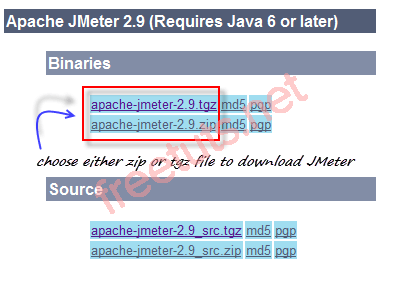 Apache JMeter 2.9 (Requires Java 6 or later)
Binaries
apache-jmeter-2.9.tgz md5 pgp
apache-jmeter-2.9.zip md5 pgp
choose either zip or tgz file to download JMeter
Source
apache-jmeter-2.9_src.tgz md5 pgp
apache-jmeter-2.9_src.zip md5 pgp
freetuts.net